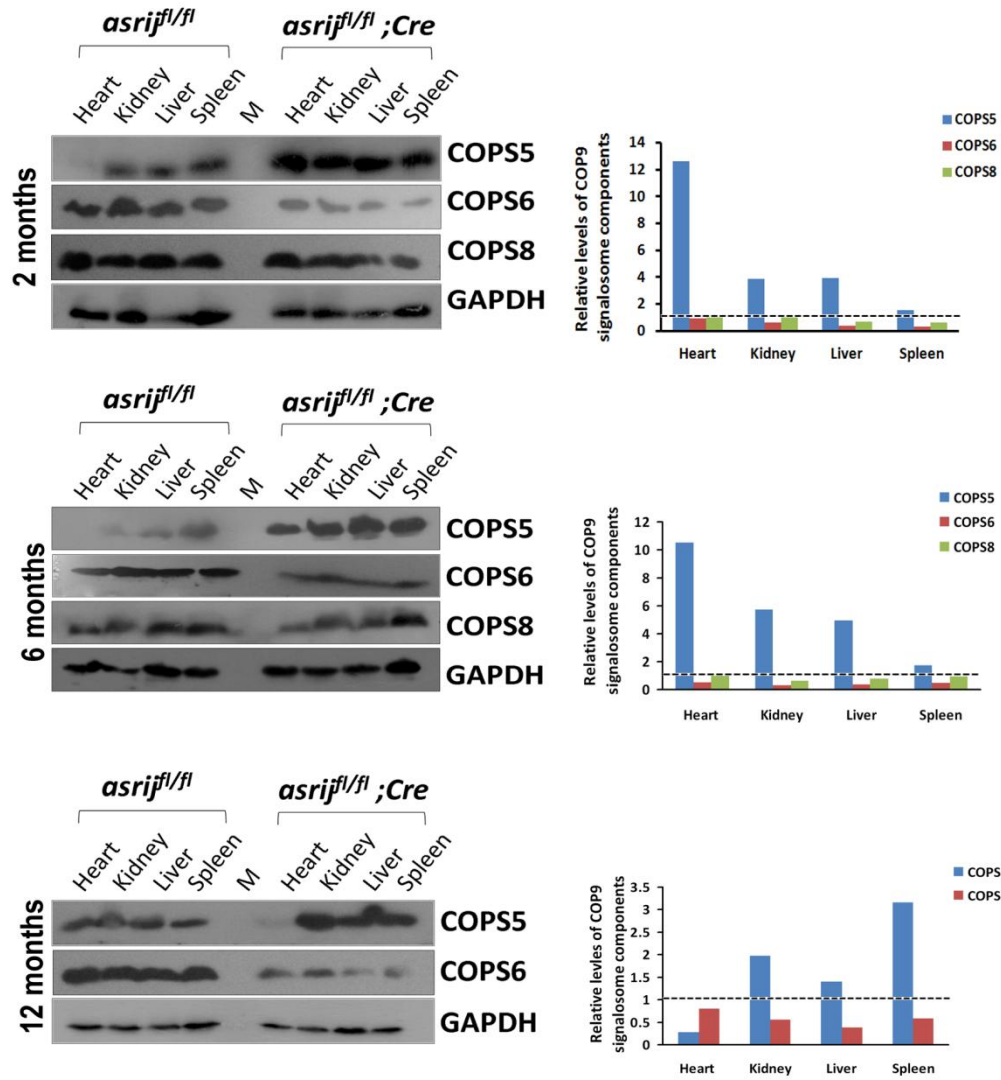 asrij^fl/fl asrij^fl/fl ;Cre
Heart Kidney Liver Spleen M Heart Kidney Liver Spleen
2 months
COPS5
COPS6
COPS8
GAPDH
COPS5
COPS6
COPS8
Relative levels of COP9
signalosome components
14
12
10
8
6
4
2
0
Heart Kidney Liver Spleen
asrij^fl/fl asrij^fl/fl ;Cre
Heart Kidney Liver Spleen M Heart Kidney Liver Spleen
6 months
COPS5
COPS6
COPS8
GAPDH
COPS5
COPS6
COPS8
Relative levels of COP9
signalosome components
12
10
8
6
4
2
0
Heart Kidney Liver Spleen
asrij^fl/fl asrij^fl/fl ;Cre
Heart Kidney Liver Spleen M Heart Kidney Liver Spleen
12 months
COPS5
COPS6
GAPDH
COPS
COPS
Relative levles of COP9
signalosome components
3.5
3
2.5
2
1.5
1
0.5
0
Heart Kidney Liver Spleen